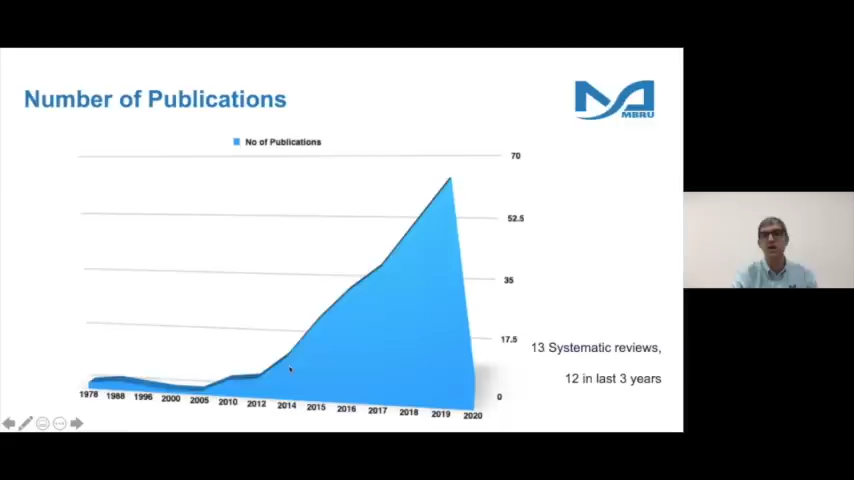 Number of Publications
MBRU
No of Publications
70
52.5
35
17.5
0
13 Systematic reviews,
12 in last 3 years
1978 1988 1996 2000 2005 2010 2012 2014 2015 2016 2017 2018 2019 2020